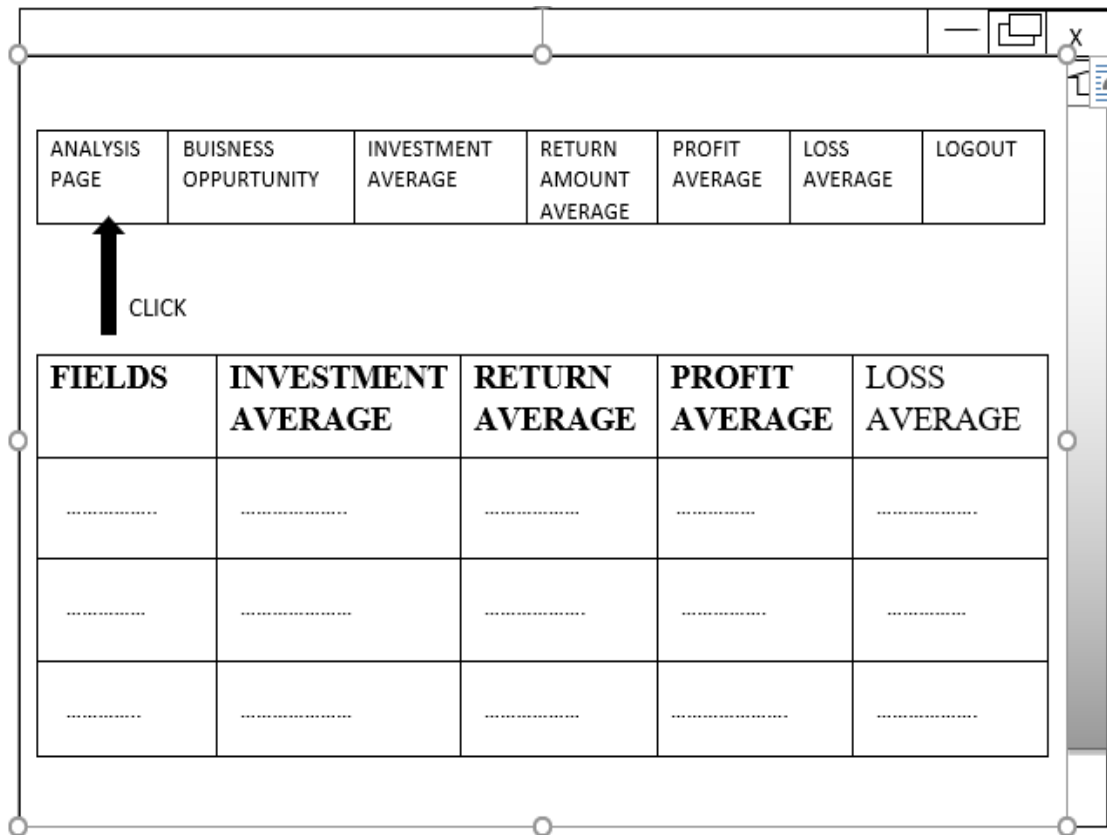 X
ANALYSIS PAGE
BUISNESS OPPURTUNITY
INVESTMENT AVERAGE
RETURN AMOUNT AVERAGE
PROFIT AVERAGE
LOSS AVERAGE
LOGOUT
CLICK
FIELDS
INVESTMENT AVERAGE
RETURN AVERAGE
PROFIT AVERAGE
LOSS AVERAGE